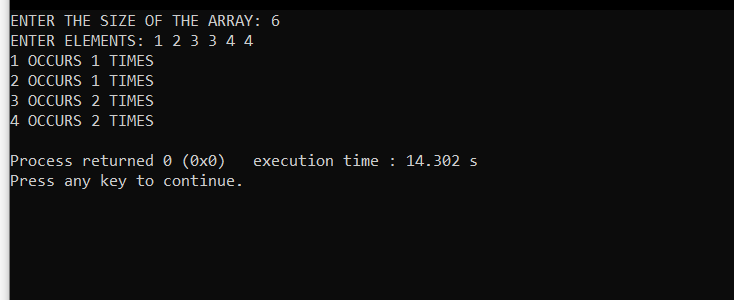 ENTER THE SIZE OF THE ARRAY: 6
ENTER ELEMENTS: 1 2 3 3 4 4
1 OCCURS 1 TIMES
2 OCCURS 1 TIMES
3 OCCURS 2 TIMES
4 OCCURS 2 TIMES
Process returned 0 (0x0)   execution time : 14.302 s
Press any key to continue.